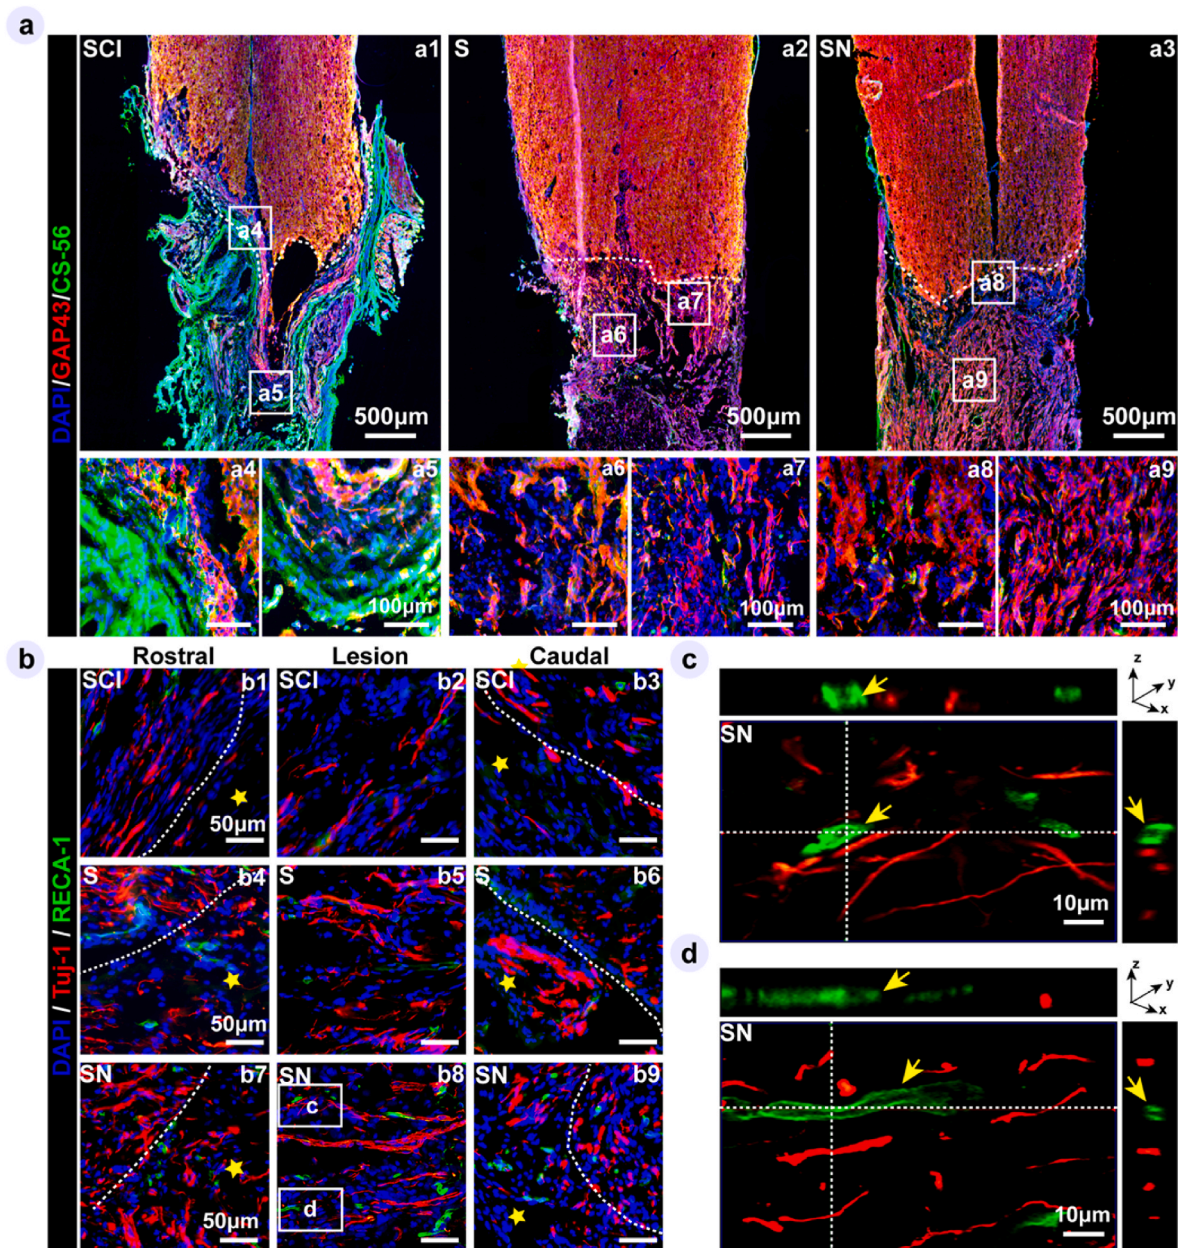 a
DAPI/GAP43/CS-56
SCI a1
a4
a5
500µm
S a2
a6
a7
500µm
SN a3
a8
a9
500µm
a4
a5
100µm
a6
a7
100µm
a8
a9
100µm
b
Rostral Lesion Caudal
DAPI / Tuj-1 / RECA-1
SCI b1
50µm
SCI b2
SCI b3
S b4
50µm
S b5
S b6
SN b7
50µm
SN b8
c
d
SN b9
c
z
y
x
SN
10µm
d
z
y
x
SN
10µm